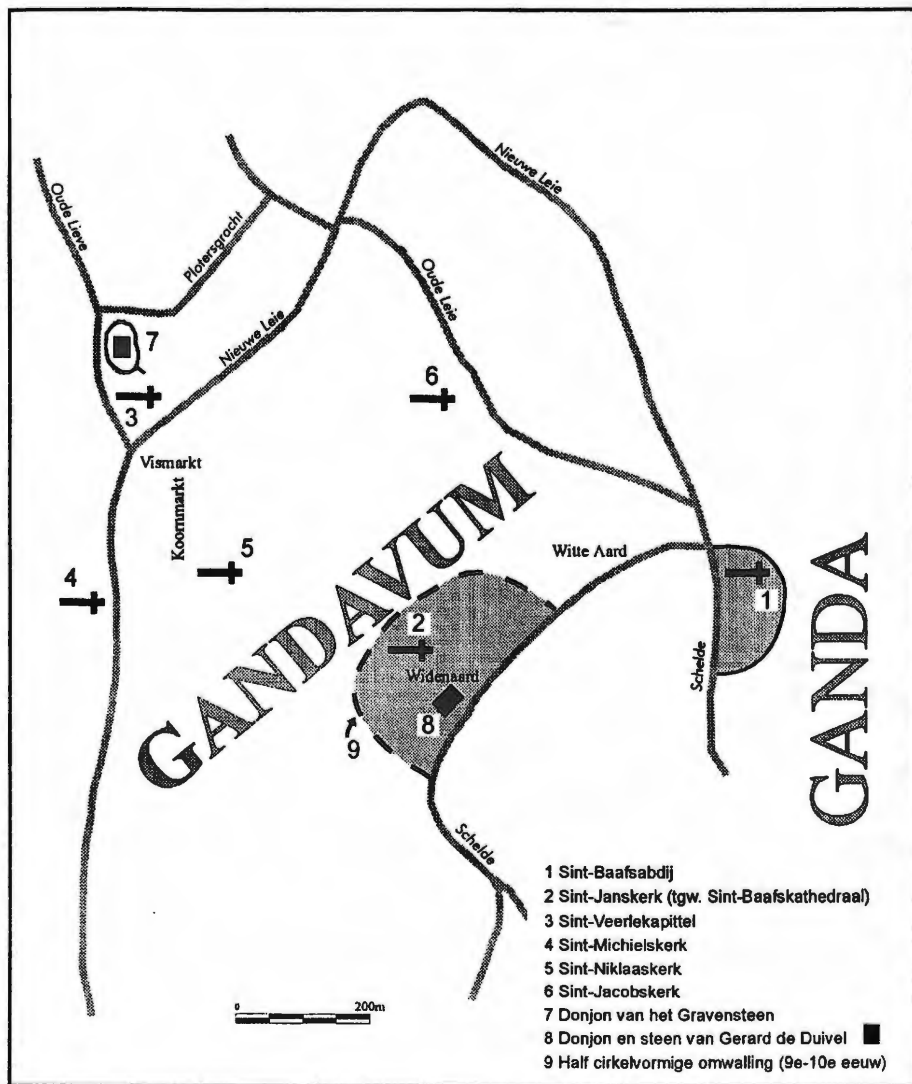 Nieuwe Leie
Oude Lieve
Plotersgracht
Oude Leie
Nieuwe Leie
7
6
3
Vismarkt
Koornmarkt
5
4
GANDAVUM
Witte Aard
1
GANDA
2
Widenaard
8
9
Schelde
Schelde
1 Sint-Baafsabdij
2 Sint-Janskerk (tgw. Sint-Baafskathedraal)
3 Sint-Veerlekapittel
4 Sint-Michielskerk
5 Sint-Niklaaskerk
6 Sint-Jacobskerk
7 Donjon van het Gravensteen
8 Donjon en steen van Gerard de Duivel
9 Half cirkelvormige omwalling (9e-10e eeuw)
0 200m